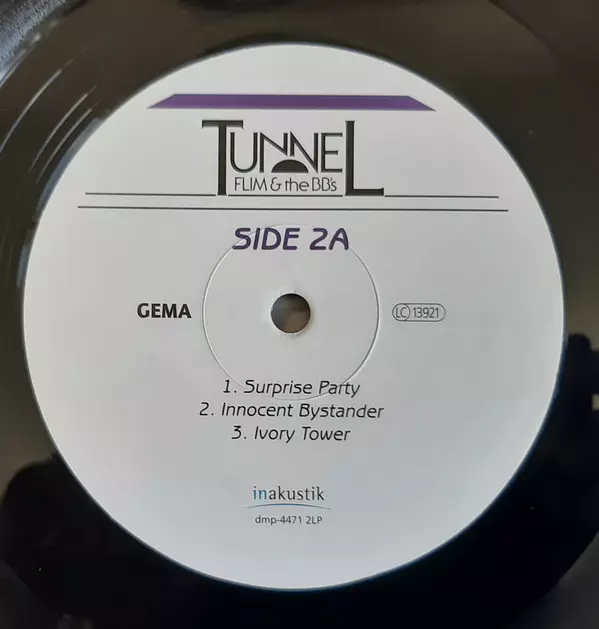 TUNNEL
FLIM & the BB's
SIDE 2A
GEMA
LC 13921
1. Surprise Party
2. Innocent Bystander
3. Ivory Tower
inakustik
dmp-4471 2LP